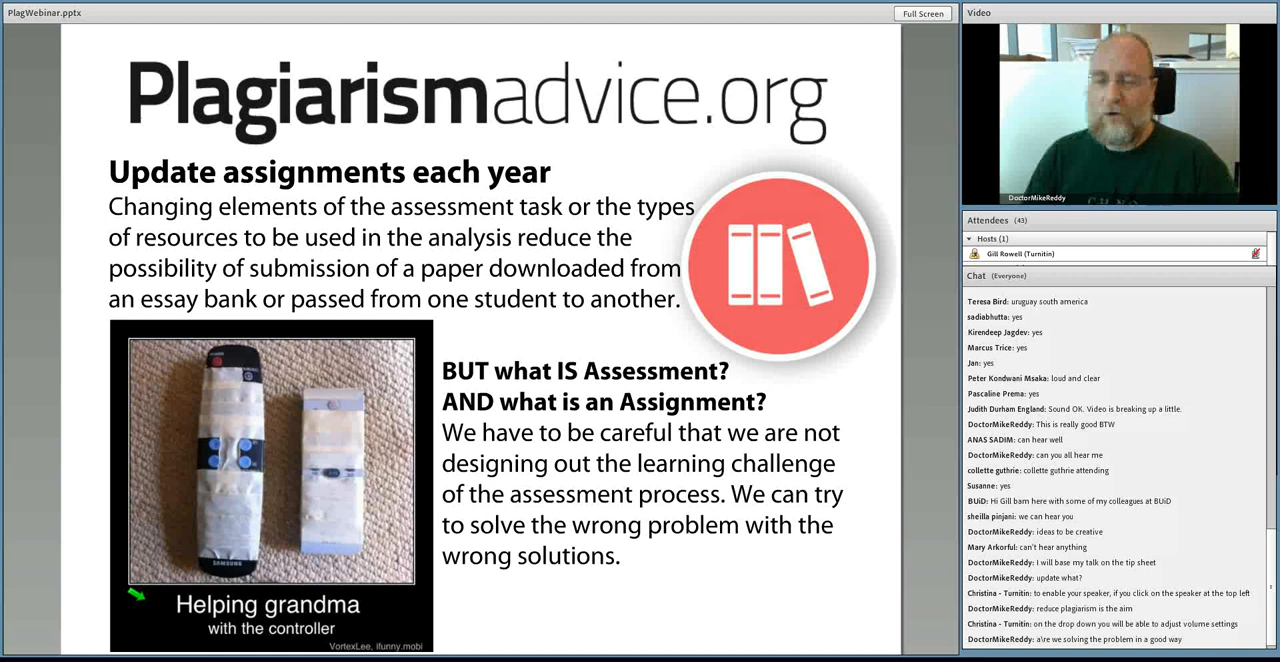 PlagWebinar.pptx
Full Screen
Plagiarismadvice.org
Update assignments each year
Changing elements of the assessment task or the types
of resources to be used in the analysis reduce the
possibility of submission of a paper downloaded from
an essay bank or passed from one student to another.
SAMSUNG
Helping grandma
with the controller
VortexLee, ifunny.mobi
BUT what IS Assessment?
AND what is an Assignment?
We have to be careful that we are not
designing out the learning challenge
of the assessment process. We can try
to solve the wrong problem with the
wrong solutions.
Video
DoctorMikeReddy
Attendees (43)
Hosts (1)
Gill Rowell (Turnitin)
Chat (Everyone)
Teresa Bird: uruguay south america
sadiabhutta: yes
Kirendeep Jagdev: yes
Marcus Trice: yes
Jan: yes
Peter Kondwani Msaka: loud and clear
Pascaline Prema: yes
Judith Durham England: Sound OK. Video is breaking up a little.
DoctorMikeReddy: This is really good BTW
ANAS SADIM: can hear well
DoctorMikeReddy: can you all hear me
collette guthrie: collette guthrie attending
Susanne: yes
BUiD: Hi Gill bam here with some of my colleagues at BUiD
sheilla pinjani: we can hear you
DoctorMikeReddy: ideas to be creative
Mary Arkorful: can't hear anything
DoctorMikeReddy: I will base my talk on the tip sheet
DoctorMikeReddy: update what?
Christina - Turnitin: to enable your speaker, if you click on the speaker at the top left
DoctorMikeReddy: reduce plagiarism is the aim
Christina - Turnitin: on the drop down you will be able to adjust volume settings
DoctorMikeReddy: a\re we solving the problem in a good way